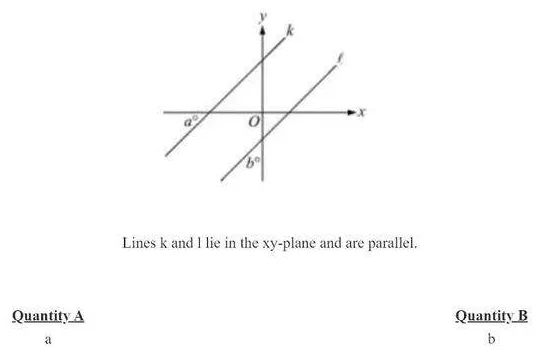 y
k
ℓ
x
a°
O
b°
Lines k and l lie in the xy-plane and are parallel.
Quantity A
Quantity B
a
b